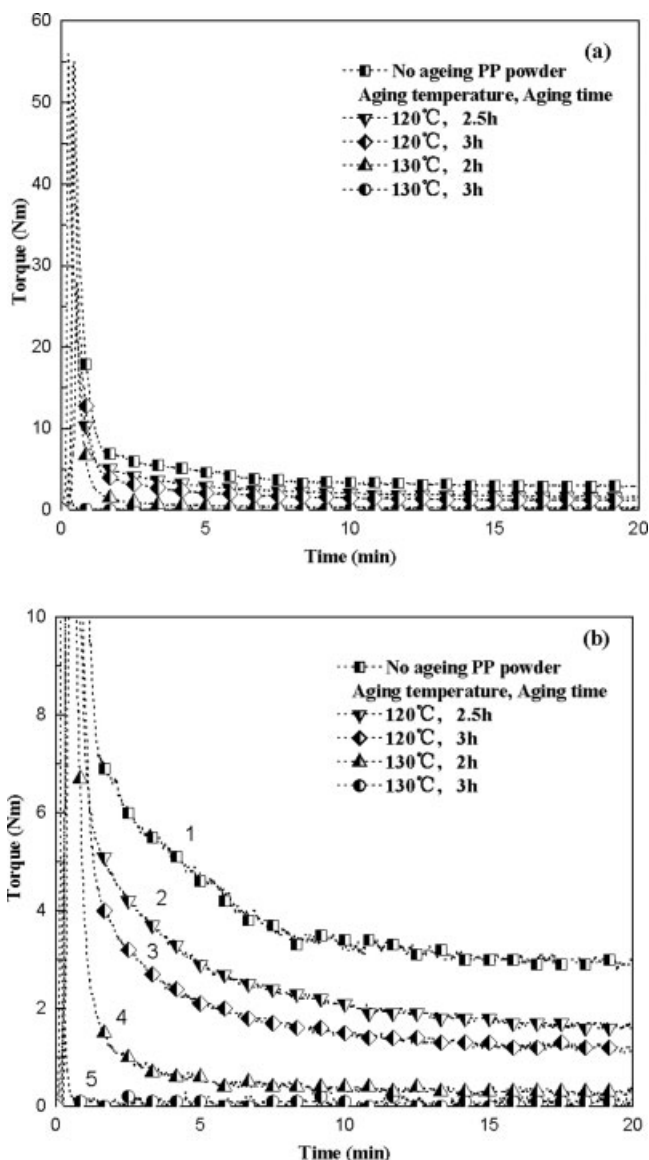 60
50
40
30
20
10
0
Torque (Nm)
(a)
No ageing PP powder
Aging temperature, Aging time
120℃, 2.5h
120℃, 3h
130℃, 2h
130℃, 3h
0 5 10 15 20
Time (min)
10
8
6
4
2
0
Torque (Nm)
(b)
No ageing PP powder
Aging temperature, Aging time
120℃, 2.5h
120℃, 3h
130℃, 2h
130℃, 3h
1
2
3
4
5
0 5 10 15 20
Time (min)